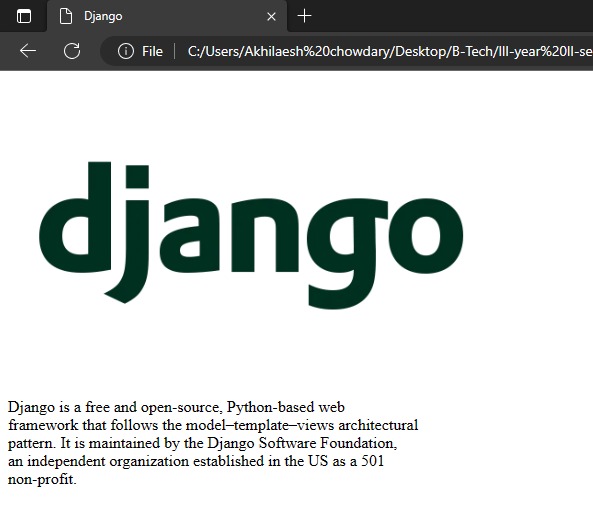 Django
File
C:/Users/Akhilaesh%20chowdary/Desktop/B-Tech/III-year%20II-se
django
Django is a free and open-source, Python-based web
framework that follows the model–template–views architectural
pattern. It is maintained by the Django Software Foundation,
an independent organization established in the US as a 501
non-profit.